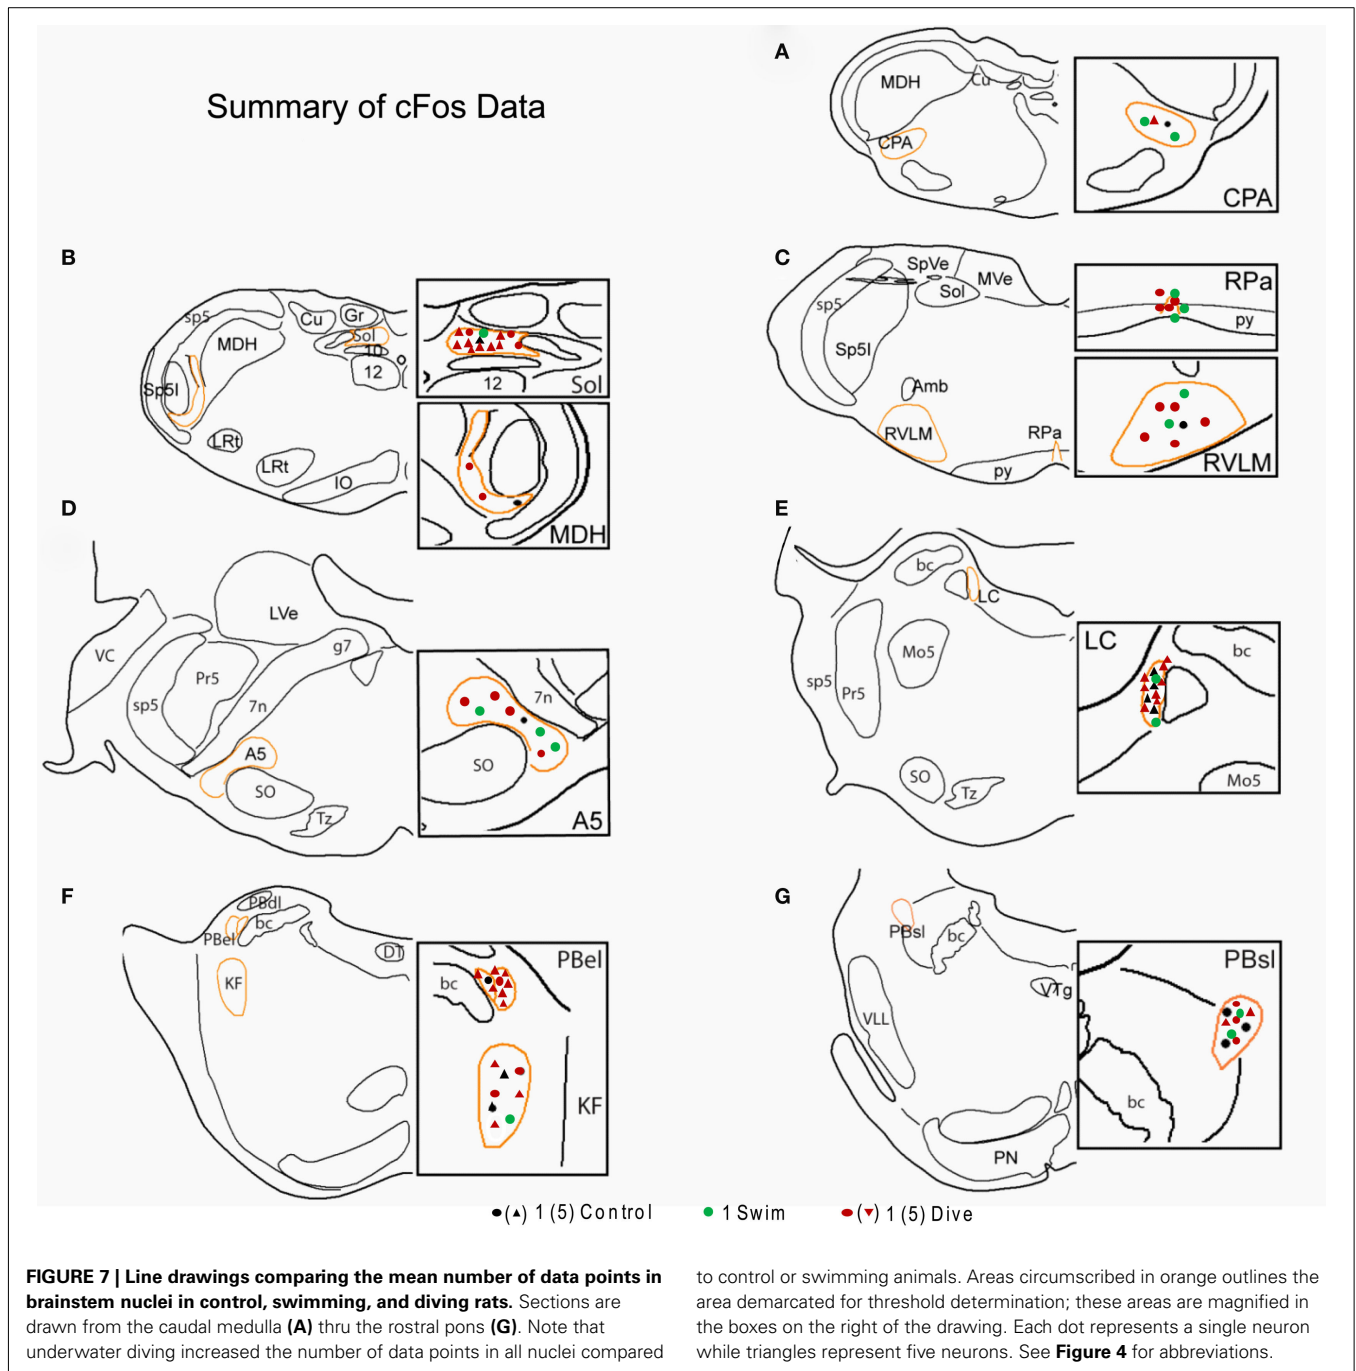 Summary of cFos Data
A
MDH
Cu
CPA
CPA
B
sp5
Cu
Gr
Sol
10
MDH
12
Sp5I
LRt
LRt
IO
12
Sol
MDH
C
SpVe
MVe
Sol
sp5
Sp5I
Amb
RVLM
RPa
py
RPa
py
RVLM
D
LVe
VC
g7
Pr5
sp5
7n
A5
SO
Tz
7n
SO
A5
E
bc
LC
Mo5
sp5
Pr5
SO
Tz
LC
bc
Mo5
F
PBdl
bc
PBel
DT
KF
PBel
bc
KF
G
PBsl
bc
VTg
VLL
PN
PBsl
bc
●(▲) 1 (5) Control ● 1 Swim ●(▼) 1 (5) Dive
FIGURE 7 | Line drawings comparing the mean number of data points in
brainstem nuclei in control, swimming, and diving rats. Sections are
drawn from the caudal medulla (A) thru the rostral pons (G). Note that
underwater diving increased the number of data points in all nuclei compared
to control or swimming animals. Areas circumscribed in orange outlines the
area demarcated for threshold determination; these areas are magnified in
the boxes on the right of the drawing. Each dot represents a single neuron
while triangles represent five neurons. See Figure 4 for abbreviations.